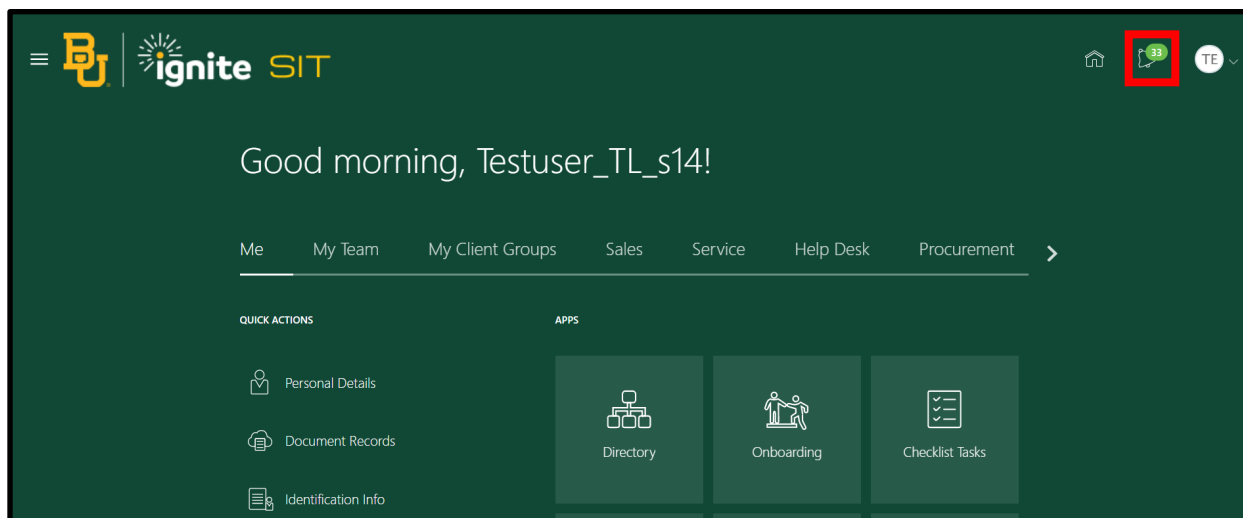 BU ignite SIT 33 TE
Good morning, Testuser_TL_s14!
Me My Team My Client Groups Sales Service Help Desk Procurement
QUICK ACTIONS APPS
Personal Details
Document Records
Directory Onboarding Checklist Tasks
Identification Info